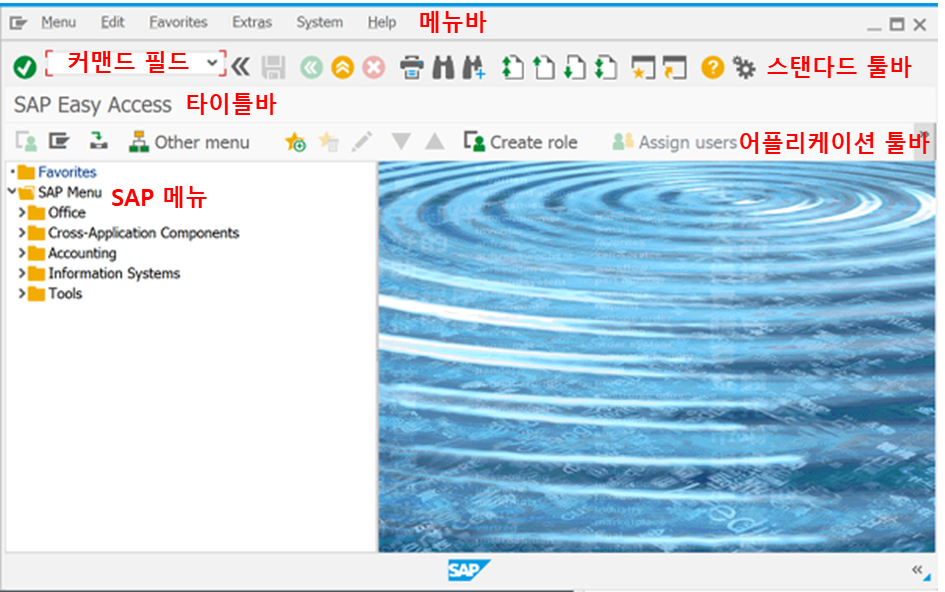 Menu Edit Favorites Extras System Help 메뉴바
커맨드 필드 스탠다드 툴바
SAP Easy Access 타이틀바
Other menu Create role Assign users 어플리케이션 툴바
Favorites
SAP Menu SAP 메뉴
Office
Cross-Application Components
Accounting
Information Systems
Tools
SAP